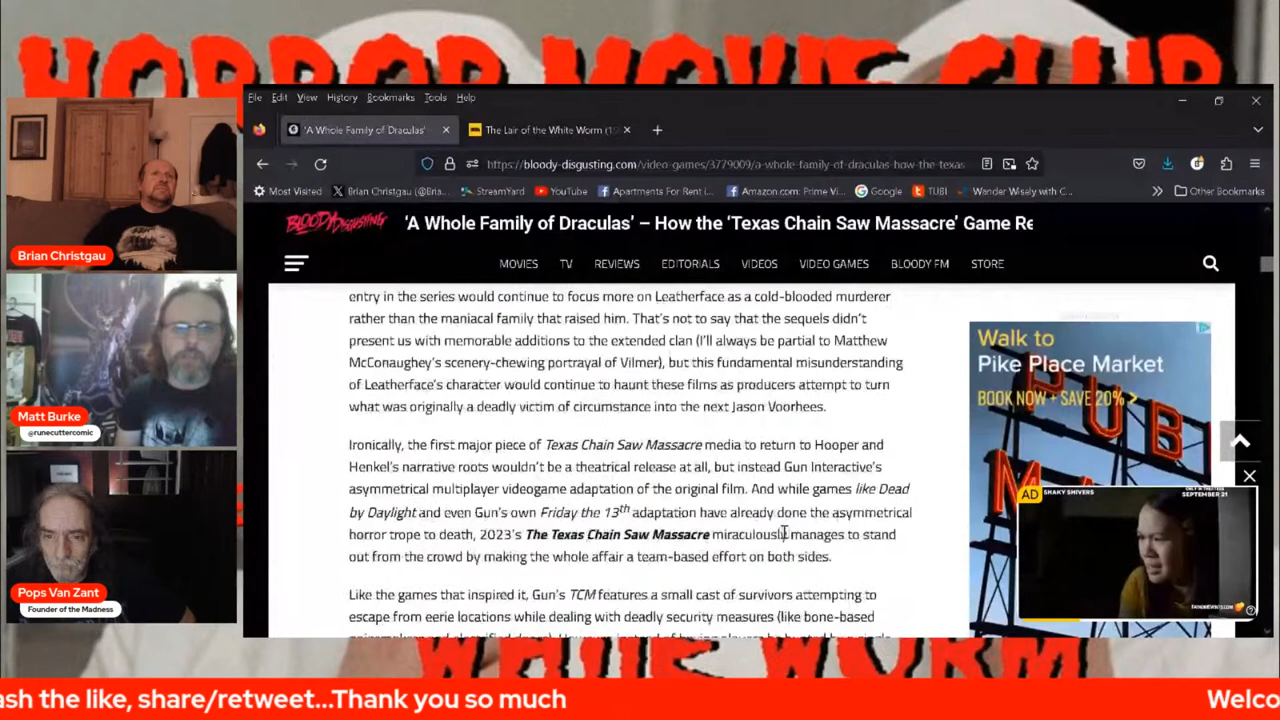 HORROR MOVIE CLUB
File Edit View History Bookmarks Tools Help
'A Whole Family of Draculas'
The Lair of the White Worm (1
https://bloody-disgusting.com/video-games/3779009/a-whole-family-of-draculas-how-the-texas
Most Visited Brian Christgau (@Bria... StreamYard YouTube Apartments For Rent i... Amazon.com: Prime Vi... Google TUBI Wander Wisely with C... Other Bookmarks
BLOODY DISGUSTING
'A Whole Family of Draculas' – How the 'Texas Chain Saw Massacre' Game Re
MOVIES TV REVIEWS EDITORIALS VIDEOS VIDEO GAMES BLOODY FM STORE
entry in the series would continue to focus more on Leatherface as a cold-blooded murderer
rather than the maniacal family that raised him. That's not to say that the sequels didn't
present us with memorable additions to the extended clan (I'll always be partial to Matthew
McConaughey's scenery-chewing portrayal of Vilmer), but this fundamental misunderstanding
of Leatherface's character would continue to haunt these films as producers attempt to turn
what was originally a deadly victim of circumstance into the next Jason Voorhees.
Ironically, the first major piece of Texas Chain Saw Massacre media to return to Hooper and
Henkel's narrative roots wouldn't be a theatrical release at all, but instead Gun Interactive's
asymmetrical multiplayer videogame adaptation of the original film. And while games like Dead
by Daylight and even Gun's own Friday the 13th adaptation have already done the asymmetrical
horror trope to death, 2023's The Texas Chain Saw Massacre miraculously manages to stand
out from the crowd by making the whole affair a team-based effort on both sides.
Like the games that inspired it, Gun's TCM features a small cast of survivors attempting to
escape from eerie locations while dealing with deadly security measures (like bone-based
Walk to
Pike Place Market
BOOK NOW + SAVE 20% >
PUB
M
AD SHAKY SHIVERS
SEPTEMBER 21
Brian Christgau
Matt Burke
@runecuttercomic
Pops Van Zant
Founder of the Madness
WHITE WORM
ash the like, share/retweet...Thank you so much
Welco